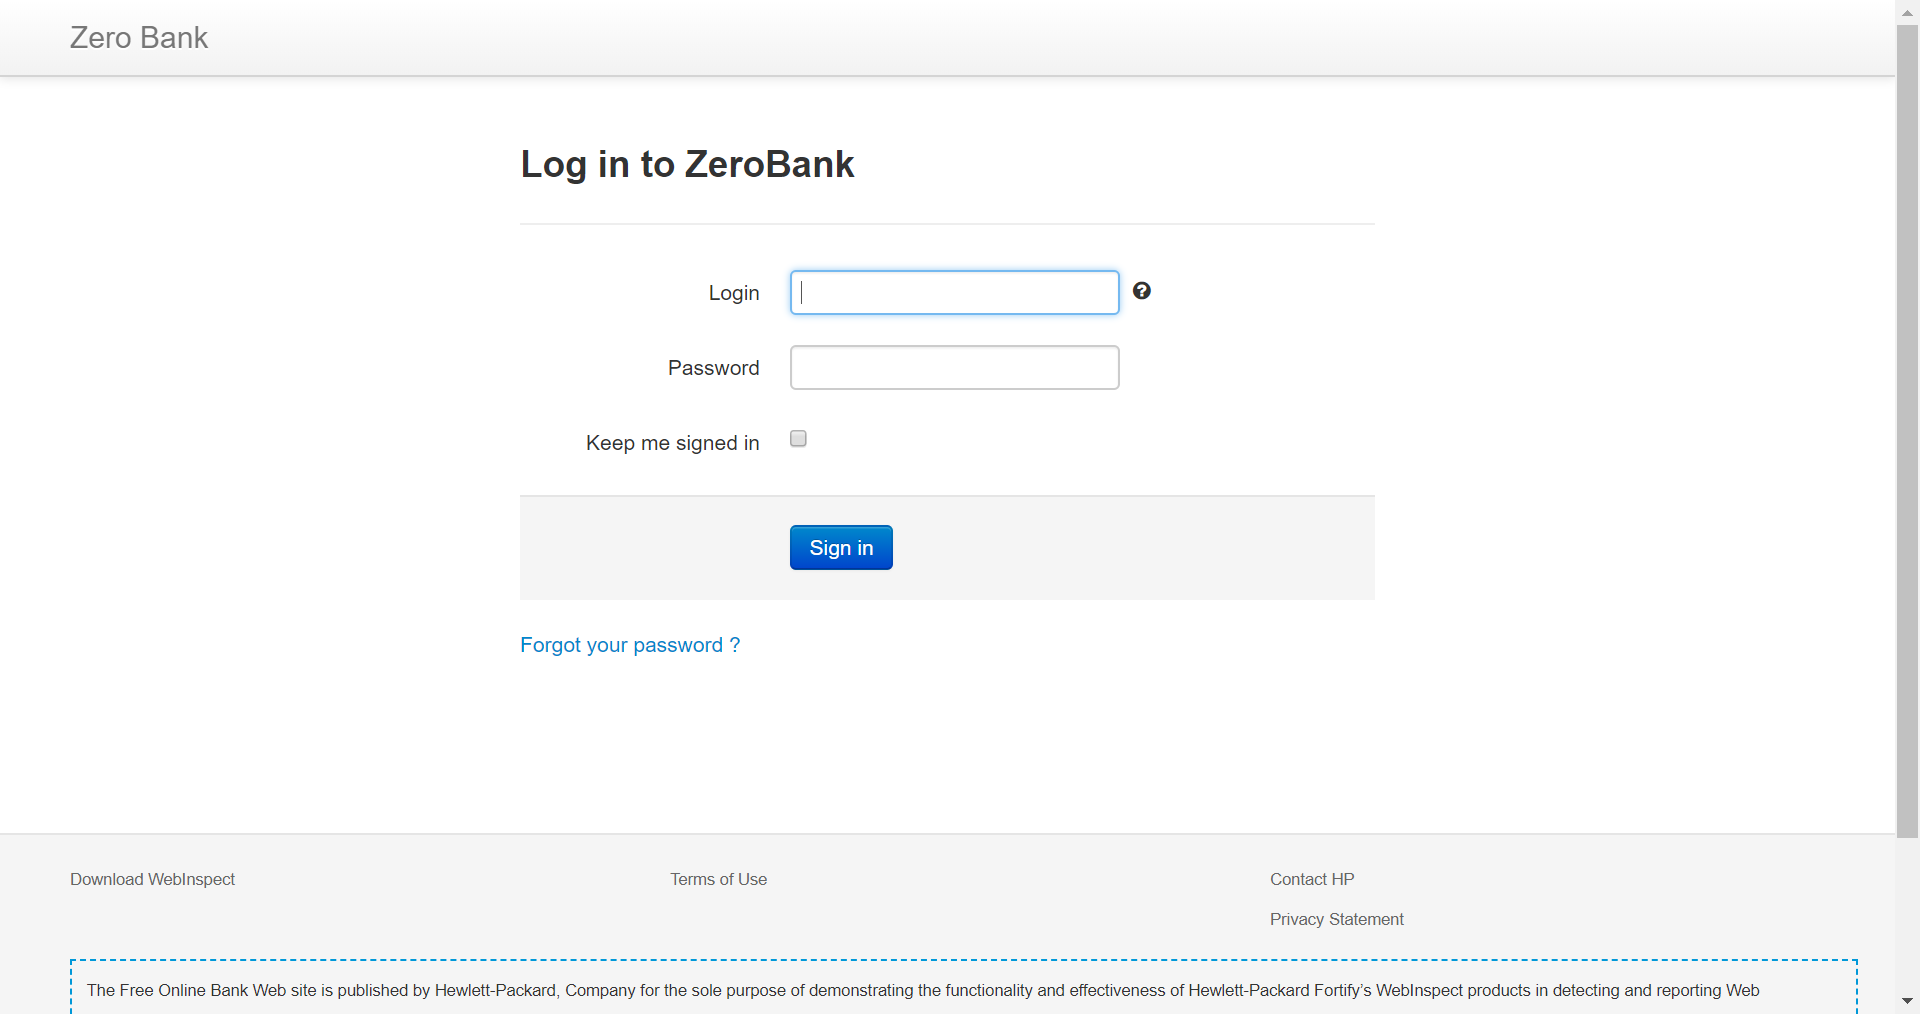 Zero Bank
Log in to ZeroBank
Login
Password
Keep me signed in
Sign in
Forgot your password ?
Download WebInspect
Terms of Use
Contact HP
Privacy Statement
The Free Online Bank Web site is published by Hewlett-Packard, Company for the sole purpose of demonstrating the functionality and effectiveness of Hewlett-Packard Fortify’s WebInspect products in detecting and reporting Web